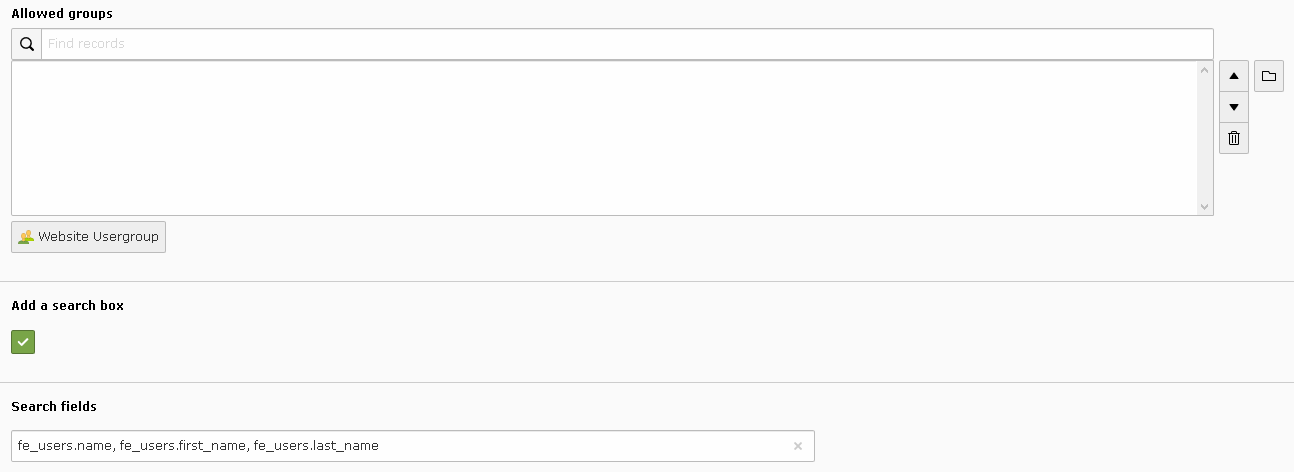 Allowed groups
Find records
Website Usergroup
Add a search box
Search fields
fe_users.name, fe_users.first_name, fe_users.last_name